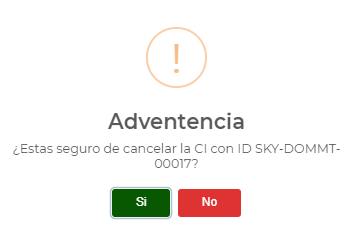 !
Adventencia
¿Estas seguro de cancelar la CI con ID SKY-DOMMT-
00017?
Si No